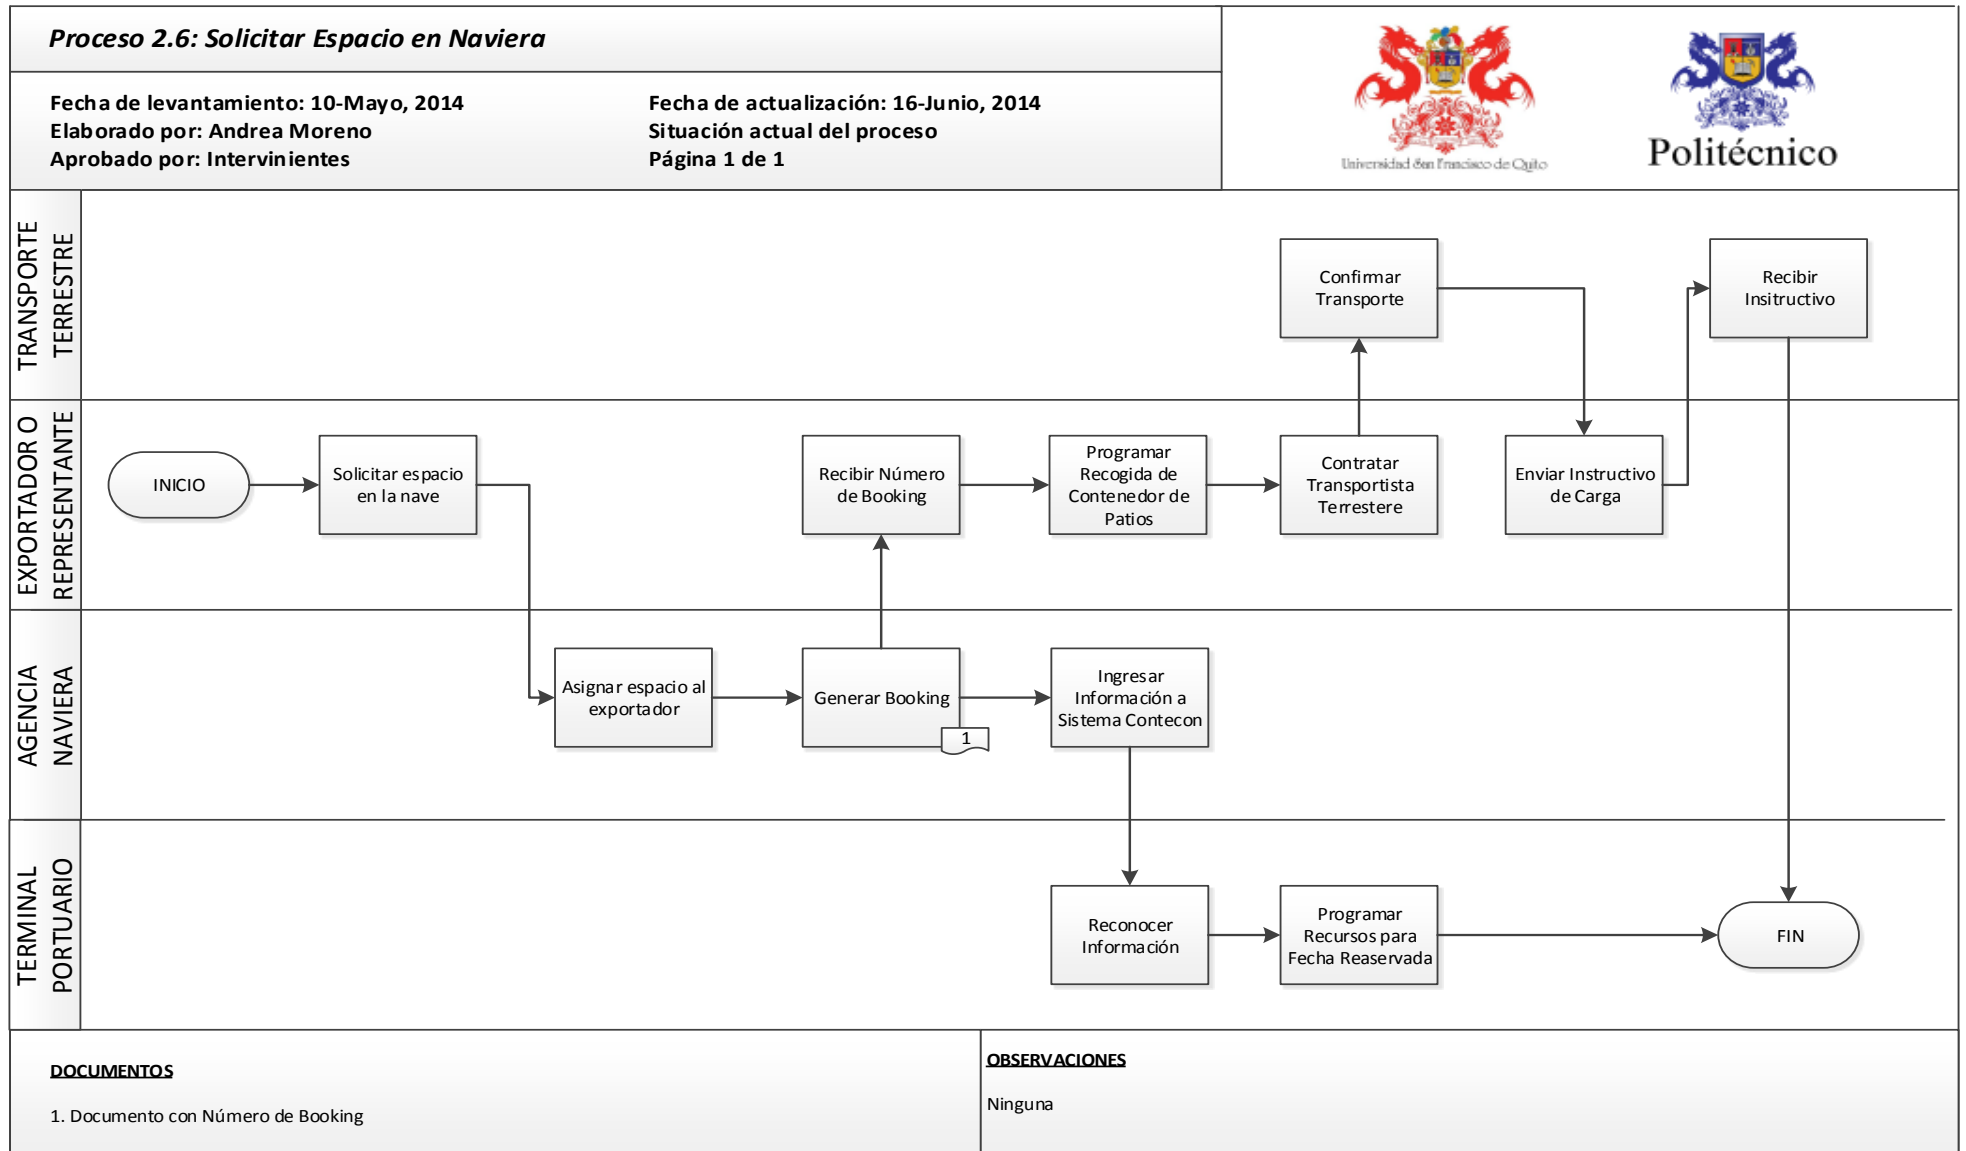 Proceso 2.6: Solicitar Espacio en Naviera
Fecha de levantamiento: 10-Mayo, 2014
Elaborado por: Andrea Moreno
Aprobado por: Intervinientes
Fecha de actualización: 16-Junio, 2014
Situación actual del proceso
Página 1 de 1
Universidad San Francisco de Quito
Politécnico
TRANSPORTE
TERRESTRE
Confirmar
Transporte
Recibir
Insitructivo
EXPORTADOR O
REPRESENTANTE
INICIO
Solicitar espacio
en la nave
Recibir Número
de Booking
Programar
Recogida de
Contenedor de
Patios
Contratar
Transportista
Terrestere
Enviar Instructivo
de Carga
AGENCIA
NAVIERA
Asignar espacio al
exportador
Generar Booking
1
Ingresar
Información a
Sistema Contecon
TERMINAL
PORTUARIO
Reconocer
Información
Programar
Recursos para
Fecha Reaservada
FIN
DOCUMENTOS
1. Documento con Número de Booking
OBSERVACIONES
Ninguna